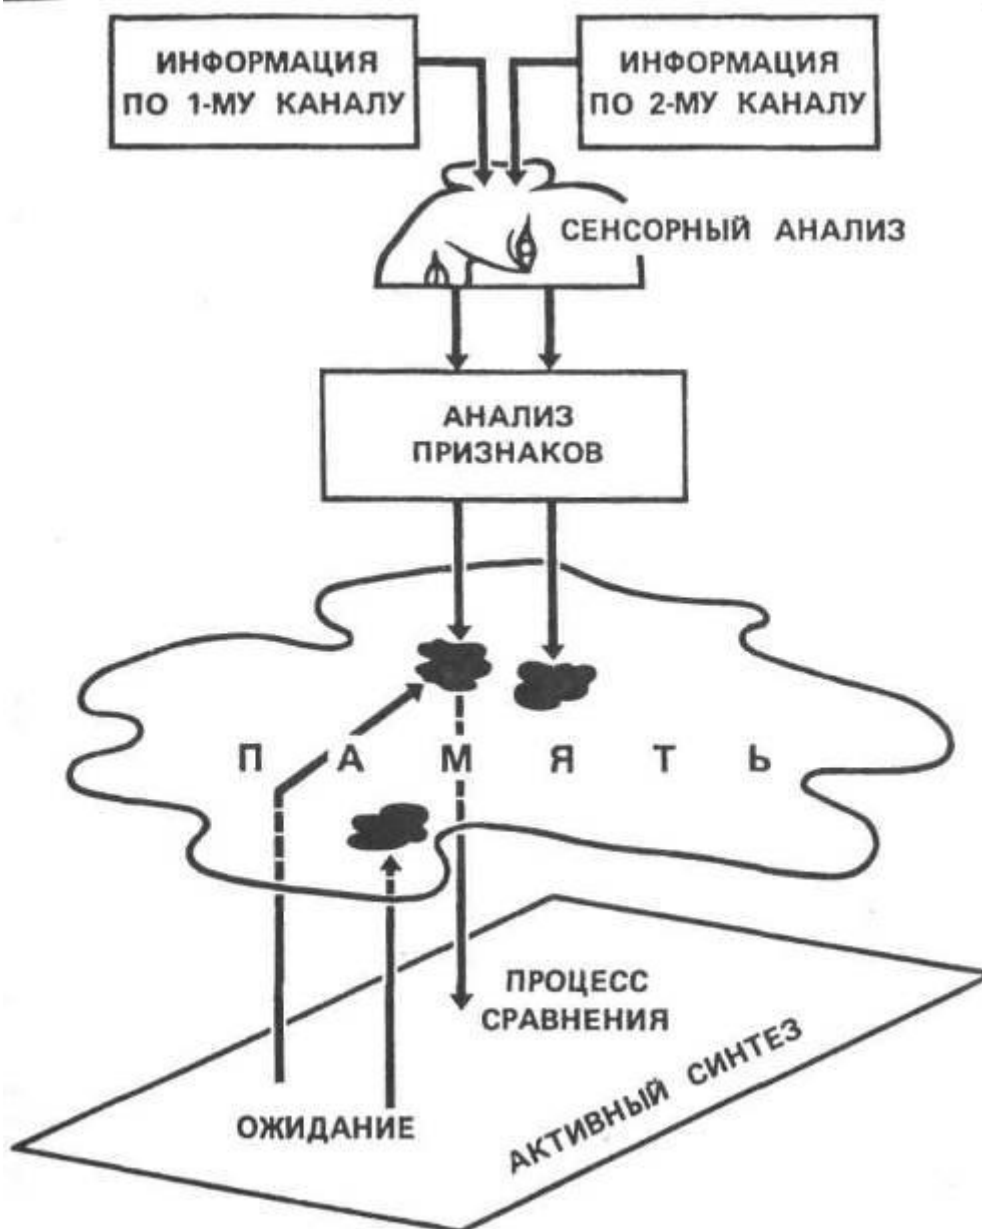 ИНФОРМАЦИЯ
ПО 1-МУ КАНАЛУ
ИНФОРМАЦИЯ
ПО 2-МУ КАНАЛУ
СЕНСОРНЫЙ АНАЛИЗ
АНАЛИЗ
ПРИЗНАКОВ
ПАМЯТЬ
ПРОЦЕСС
СРАВНЕНИЯ
ОЖИДАНИЕ
АКТИВНЫЙ СИНТЕЗ